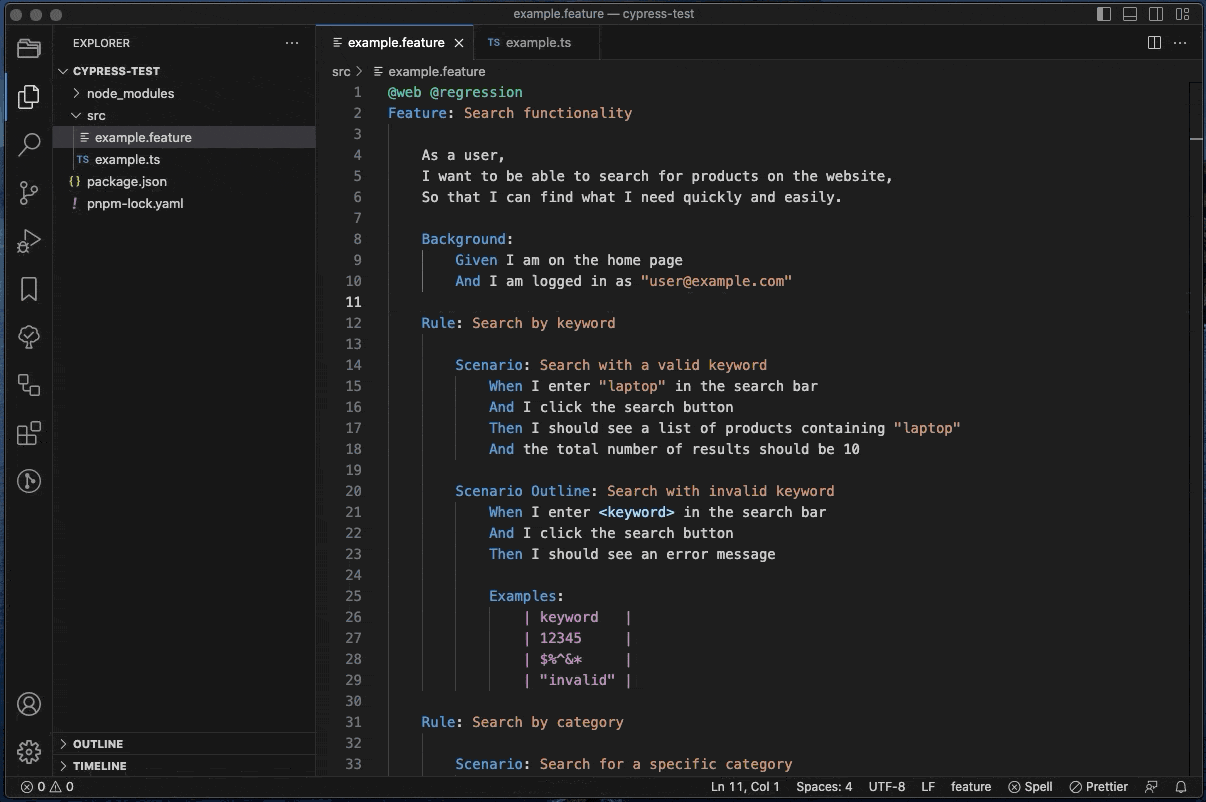 example.feature — cypress-test
EXPLORER
CYPRESS-TEST
node_modules
src
example.feature
TS example.ts
{} package.json
! pnpm-lock.yaml
OUTLINE
TIMELINE
example.feature
TS example.ts
src > example.feature
1 @web @regression
2 Feature: Search functionality
3
4 As a user,
5 I want to be able to search for products on the website,
6 So that I can find what I need quickly and easily.
7
8 Background:
9 Given I am on the home page
10 And I am logged in as "user@example.com"
11
12 Rule: Search by keyword
13
14 Scenario: Search with a valid keyword
15 When I enter "laptop" in the search bar
16 And I click the search button
17 Then I should see a list of products containing "laptop"
18 And the total number of results should be 10
19
20 Scenario Outline: Search with invalid keyword
21 When I enter <keyword> in the search bar
22 And I click the search button
23 Then I should see an error message
24
25 Examples:
26 | keyword |
27 | 12345 |
28 | $%^&* |
29 | "invalid" |
30
31 Rule: Search by category
32
33 Scenario: Search for a specific category
0 0
Ln 11, Col 1 Spaces: 4 UTF-8 LF feature Spell Prettier